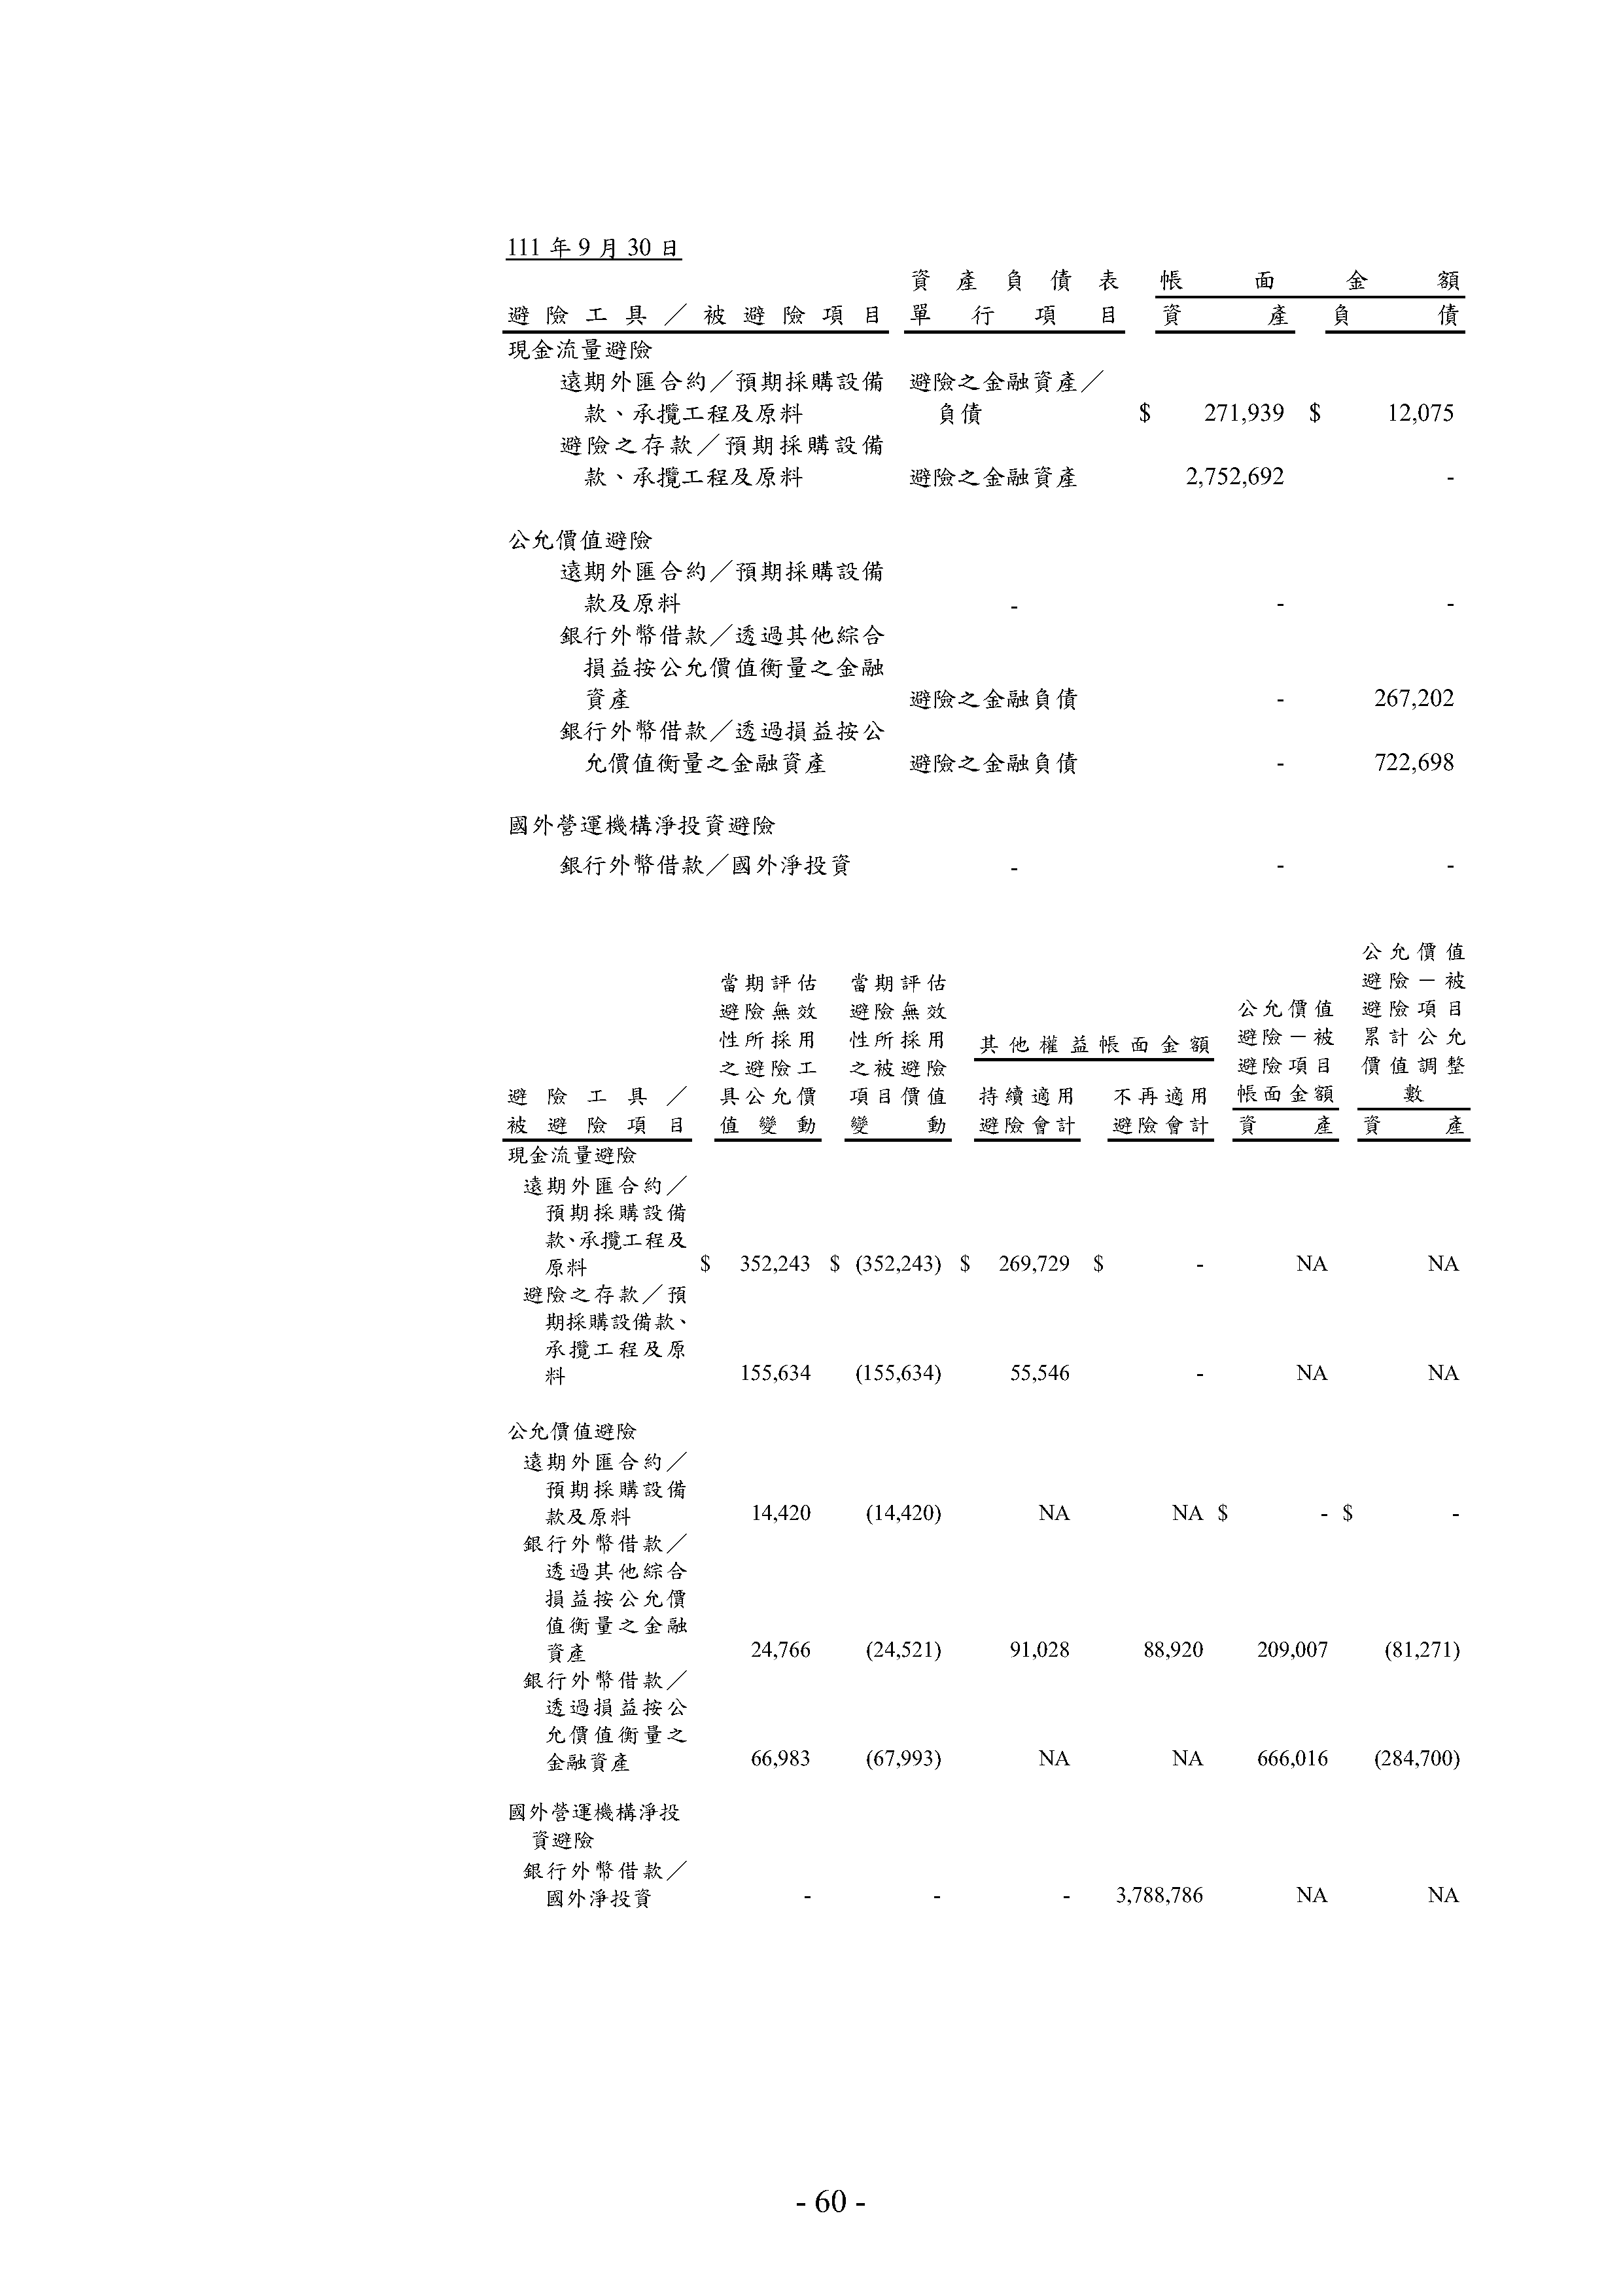 111 年 9 月 30 日
資產負債表 帳面金額
避險工具／被避險項目 單行項目 資產 負債
現金流量避險
遠期外匯合約／預期採購設備 避險之金融資產／
款、承攬工程及原料 負債 $ 271,939 $ 12,075
避險之存款／預期採購設備
款、承攬工程及原料 避險之金融資產 2,752,692 -
公允價值避險
遠期外匯合約／預期採購設備
款及原料 - - -
銀行外幣借款／透過其他綜合
損益按公允價值衡量之金融
資產 避險之金融負債 - 267,202
銀行外幣借款／透過損益按公
允價值衡量之金融資產 避險之金融負債 - 722,698
國外營運機構淨投資避險
銀行外幣借款／國外淨投資 - - -
公允價值
當期評估 當期評估 避險－被
避險無效 避險無效 公允價值 避險項目
性所採用 性所採用 其他權益帳面金額 避險－被 累計公允
之避險工 之被避險 避險項目 價值調整
避險工具／ 具公允價 項目價值 持續適用 不再適用 帳面金額 數
被避險項目 值變動 變動 避險會計 避險會計 資產 資產
現金流量避險
遠期外匯合約／
預期採購設備
款、承攬工程及
原料 $ 352,243 $ (352,243) $ 269,729 $ - NA NA
避險之存款／預
期採購設備款、
承攬工程及原
料 155,634 (155,634) 55,546 - NA NA
公允價值避險
遠期外匯合約／
預期採購設備
款及原料 14,420 (14,420) NA NA $ - $ -
銀行外幣借款／
透過其他綜合
損益按公允價
值衡量之金融
資產 24,766 (24,521) 91,028 88,920 209,007 (81,271)
銀行外幣借款／
透過損益按公
允價值衡量之
金融資產 66,983 (67,993) NA NA 666,016 (284,700)
國外營運機構淨投
資避險
銀行外幣借款／
國外淨投資 - - - 3,788,786 NA NA
- 60 -